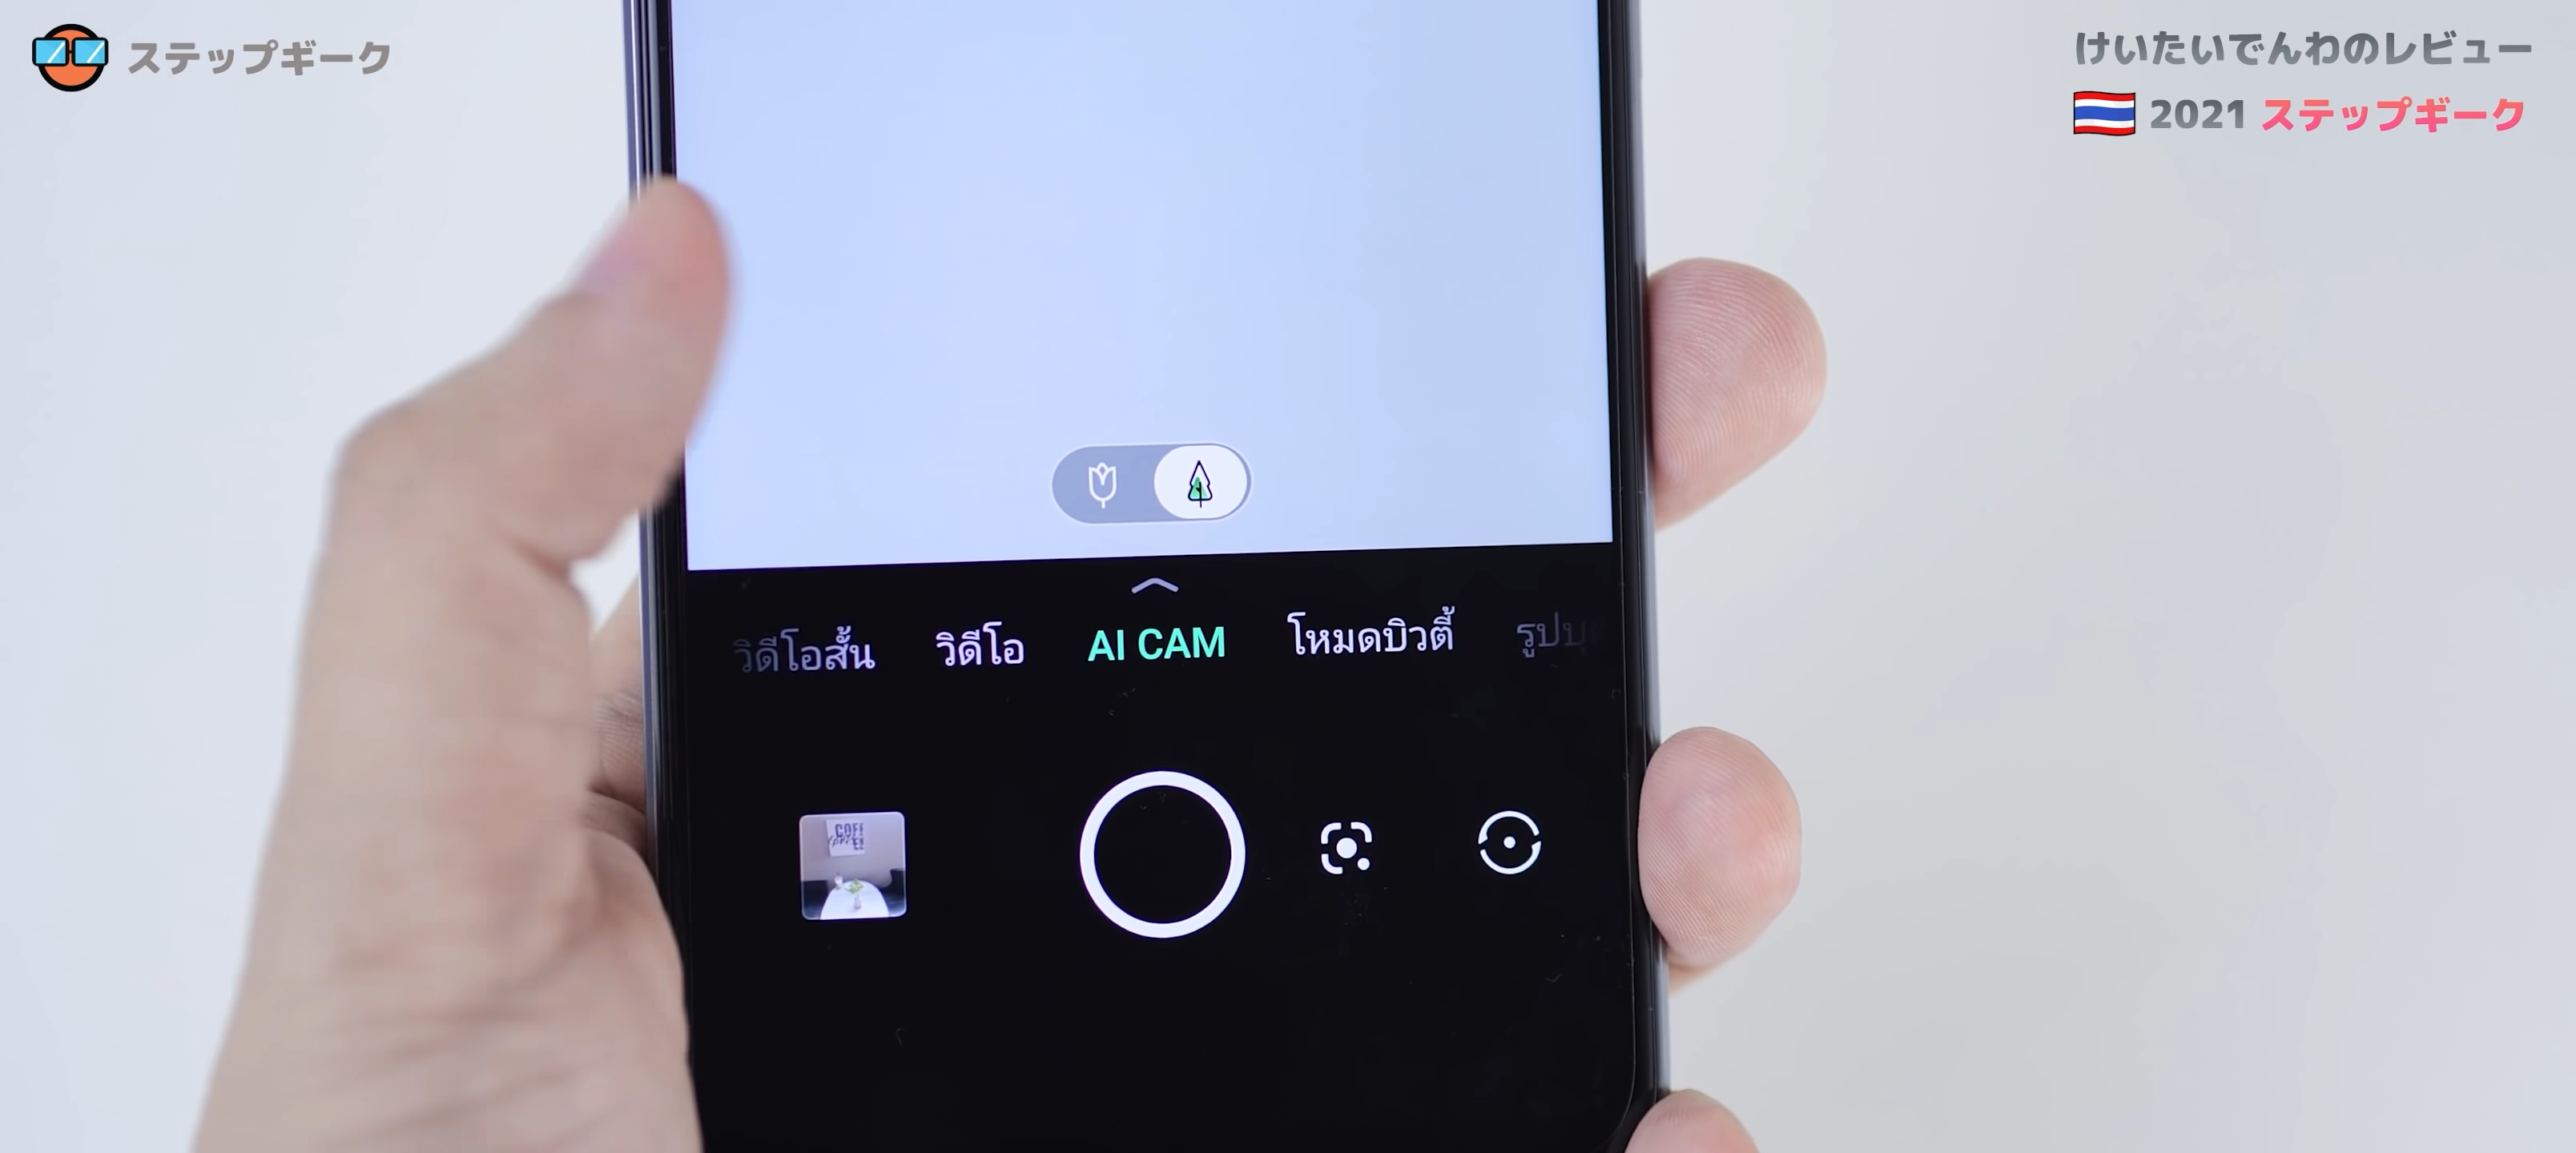 ステップギーク
けいたいでんわのレビュー
2021 ステップギーク
วิดีโอสั้น วิดีโอ AI CAM โหมดบิวตี้
COFF